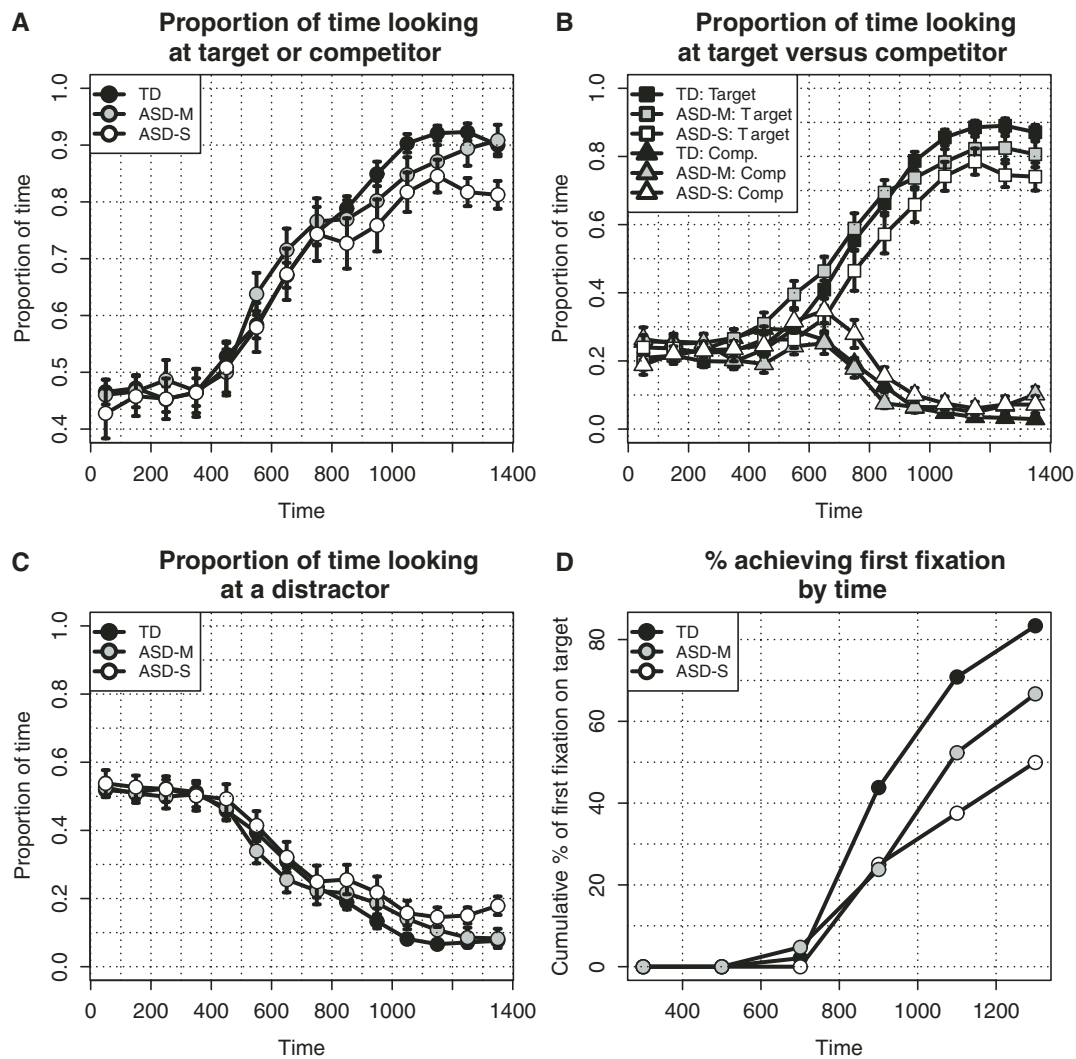 A
Proportion of time looking
at target or competitor
TD
ASD-M
ASD-S
1.0
0.9
0.8
0.7
0.6
0.5
0.4
Proportion of time
0 200 400 600 800 1000 1400
Time
B
Proportion of time looking
at target versus competitor
TD: Target
ASD-M: Target
ASD-S: Target
TD: Comp.
ASD-M: Comp
ASD-S: Comp
1.0
0.8
0.6
0.4
0.2
0.0
Proportion of time
0 200 400 600 800 1000 1400
Time
C
Proportion of time looking
at a distractor
TD
ASD-M
ASD-S
1.0
0.8
0.6
0.4
0.2
0.0
Proportion of time
0 200 400 600 800 1000 1400
Time
D
% achieving first fixation
by time
TD
ASD-M
ASD-S
80
60
40
20
0
Cumulative % of first fixation on target
400 600 800 1000 1200
Time